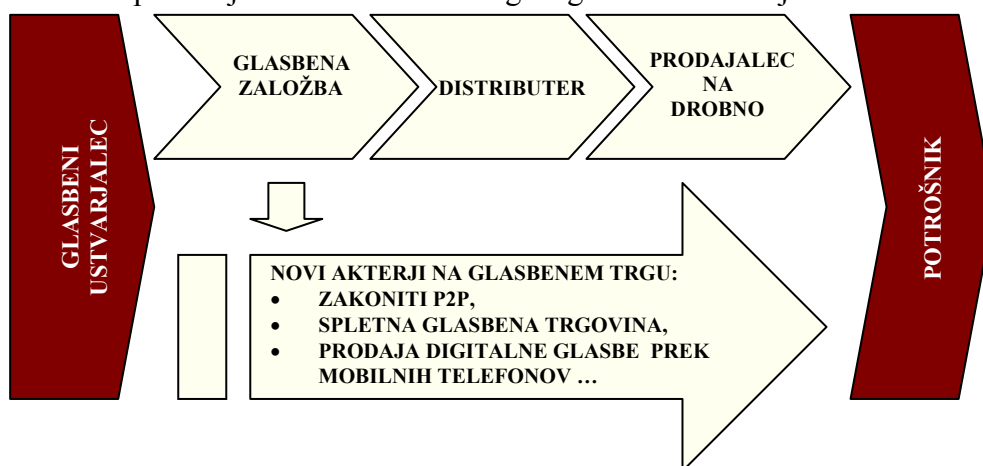 GLASBENI
USTVARJALEC
GLASBENA
ZALOŽBA
DISTRIBUTER
PRODAJALEC
NA
DROBNO
POTROŠNIK
NOVI AKTERJI NA GLASBENEM TRGU:
• ZAKONITI P2P,
• SPLETNA GLASBENA TRGOVINA,
• PRODAJA DIGITALNE GLASBE PREK
MOBILNIH TELEFONOV …